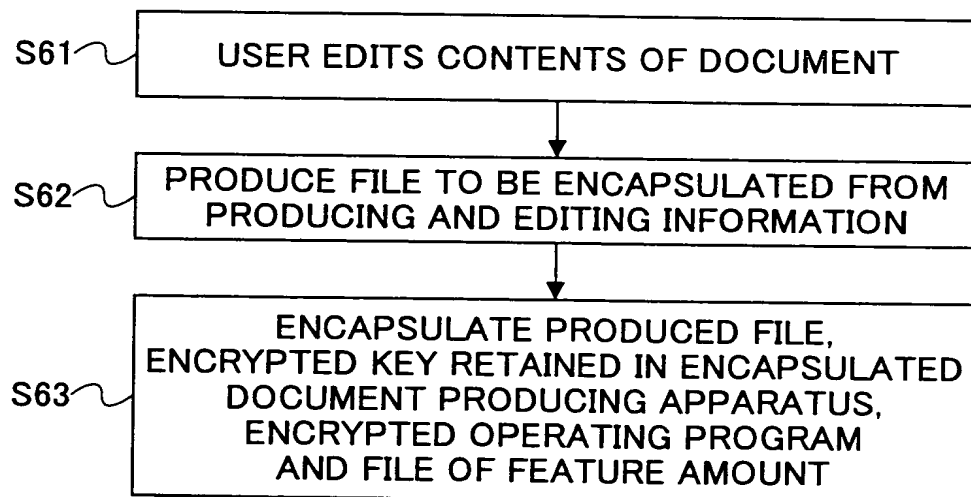 S61
USER EDITS CONTENTS OF DOCUMENT
S62
PRODUCE FILE TO BE ENCAPSULATED FROM
PRODUCING AND EDITING INFORMATION
S63
ENCAPSULATE PRODUCED FILE,
ENCRYPTED KEY RETAINED IN ENCAPSULATED
DOCUMENT PRODUCING APPARATUS,
ENCRYPTED OPERATING PROGRAM
AND FILE OF FEATURE AMOUNT